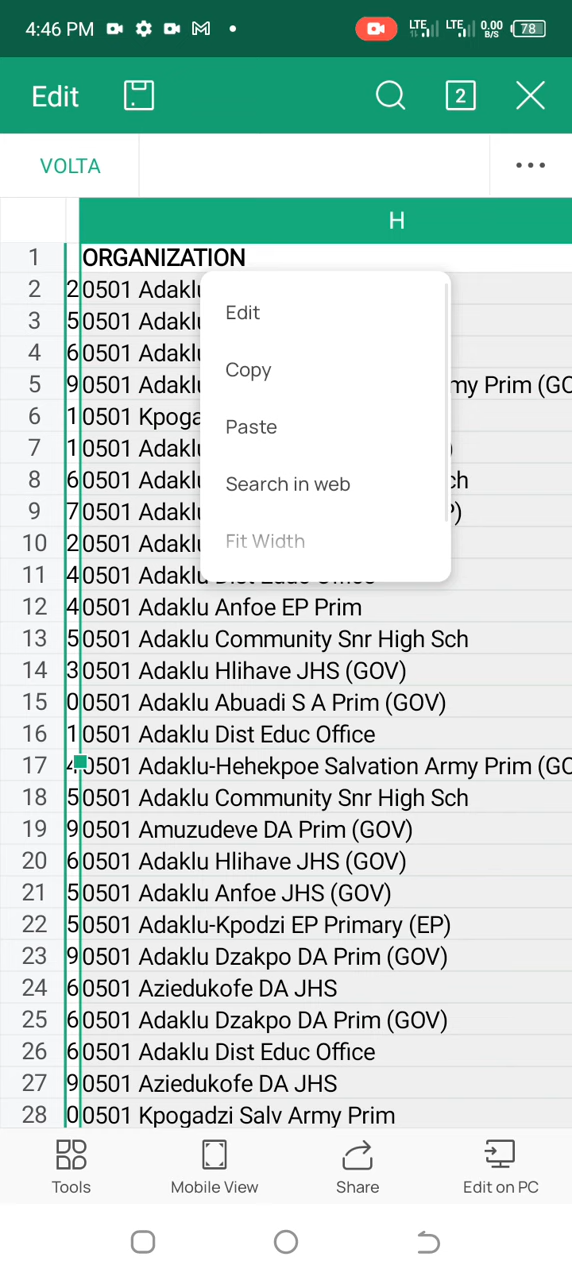 4:46 PM
LTE LTE 0.00 B/S 78
Edit 2
VOLTA
H
1 ORGANIZATION
2 2 0501 Adaklu
3 5 0501 Adaklu
4 6 0501 Adaklu
5 9 0501 Adaklu my Prim (GO
6 1 0501 Kpoga
7 1 0501 Adaklu )
8 6 0501 Adaklu ch
9 7 0501 Adaklu P)
10 2 0501 Adaklu
11 4 0501 Adaklu Dist Educ Office
12 4 0501 Adaklu Anfoe EP Prim
13 5 0501 Adaklu Community Snr High Sch
14 3 0501 Adaklu Hlihave JHS (GOV)
15 0 0501 Adaklu Abuadi S A Prim (GOV)
16 1 0501 Adaklu Dist Educ Office
17 4 0501 Adaklu-Hehekpoe Salvation Army Prim (GO
18 5 0501 Adaklu Community Snr High Sch
19 9 0501 Amuzudeve DA Prim (GOV)
20 6 0501 Adaklu Hlihave JHS (GOV)
21 5 0501 Adaklu Anfoe JHS (GOV)
22 5 0501 Adaklu-Kpodzi EP Primary (EP)
23 9 0501 Adaklu Dzakpo DA Prim (GOV)
24 6 0501 Aziedukofe DA JHS
25 6 0501 Adaklu Dzakpo DA Prim (GOV)
26 6 0501 Adaklu Dist Educ Office
27 9 0501 Aziedukofe DA JHS
28 0 0501 Kpogadzi Salv Army Prim
Edit
Copy
Paste
Search in web
Fit Width
Tools Mobile View Share Edit on PC